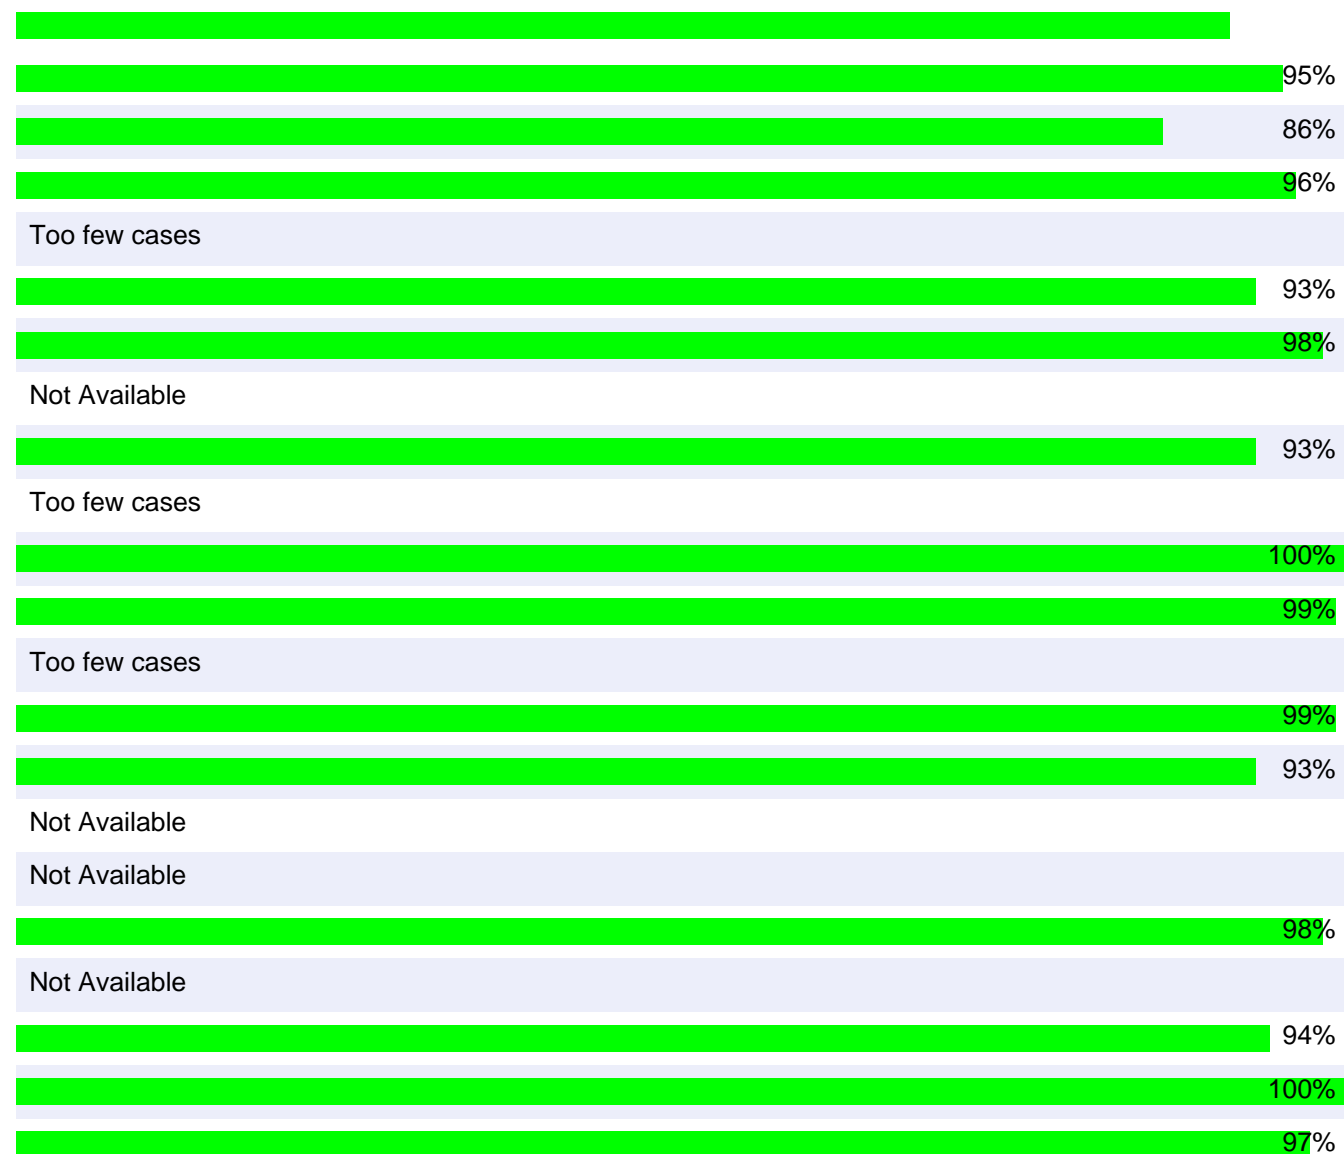 95%
86%
96%
Too few cases
93%
98%
Not Available
93%
Too few cases
100%
99%
Too few cases
99%
93%
Not Available
Not Available
98%
Not Available
94%
100%
97%